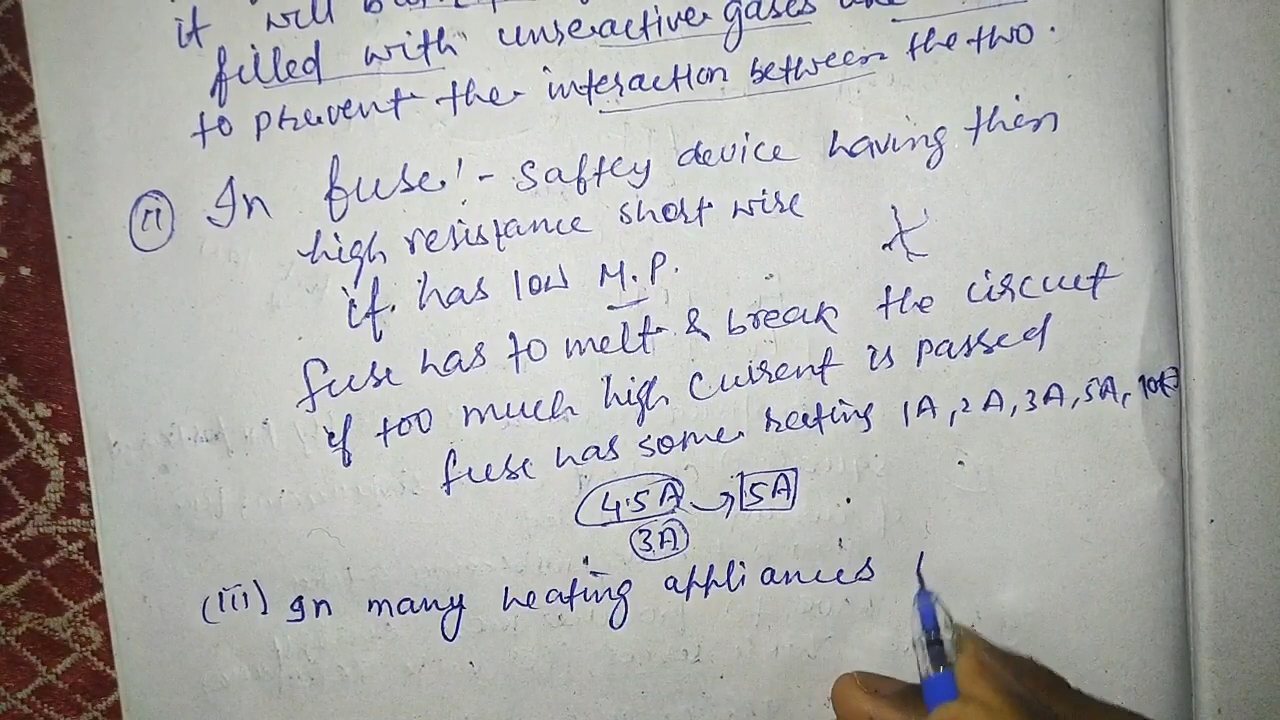 it will
filled with unreactive gases
to prevent the interaction between the two.
(ii) In fuse:- Saftey device having thin
high resistance short wire
it has low M.P.
fuse has to melt & break the circuit
if too much high current is passed
fuse has some rating 1A, 2A, 3A, 5A, 10A
4.5A → 5A
3A
(iii) In many heating appliances (